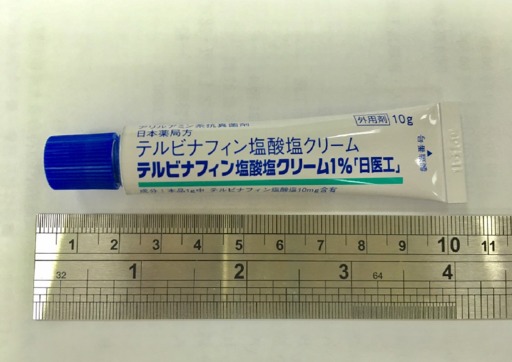 アリルアミン系抗真菌剤
日本薬局方
外用剤 10g
テルビナフィン塩酸塩クリーム
テルビナフィン塩酸塩クリーム1%「日医工」
成分:本品1g中 テルビナフィン塩酸塩10mg含有
製造番号
1 2 3 4 5 6 7 8 9 10 11
32 1 2 3 64 4